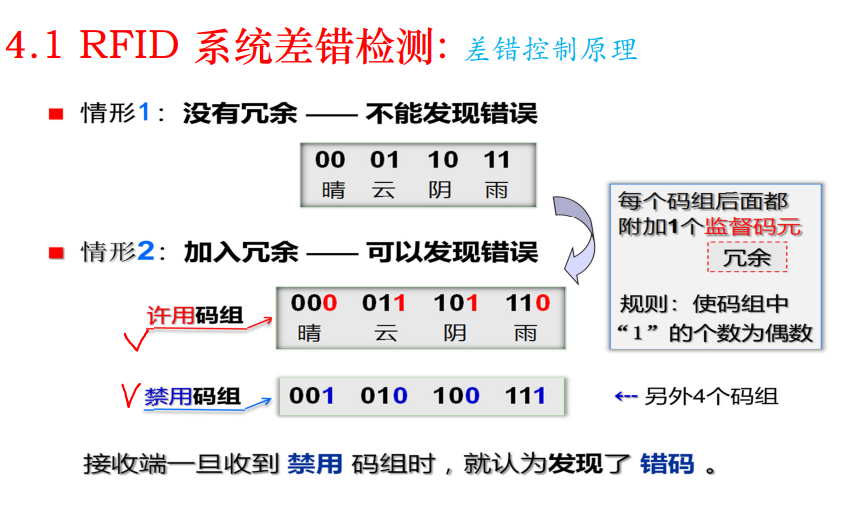 4.1 RFID 系统差错检测: 差错控制原理
■ 情形1: 没有冗余 —— 不能发现错误
00 01 10 11
晴 云 阴 雨
每个码组后面都
附加1个监督码元
冗余
规则: 使码组中
“1”的个数为偶数
■ 情形2: 加入冗余 —— 可以发现错误
许用码组
000 011 101 110
晴 云 阴 雨
禁用码组
001 010 100 111
另外4个码组
接收端一旦收到 禁用 码组时，就认为发现了 错码 。